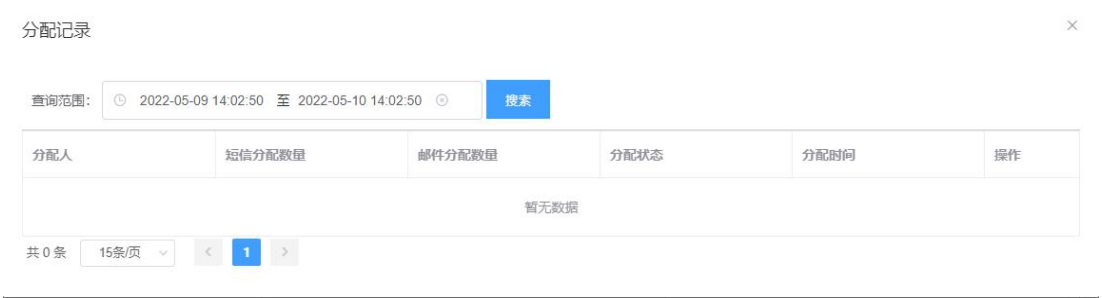 分配记录
查询范围： 2022-05-09 14:02:50 至 2022-05-10 14:02:50 搜索
分配人 短信分配数量 邮件分配数量 分配状态 分配时间 操作
暂无数据
共 0 条 15条/页 1